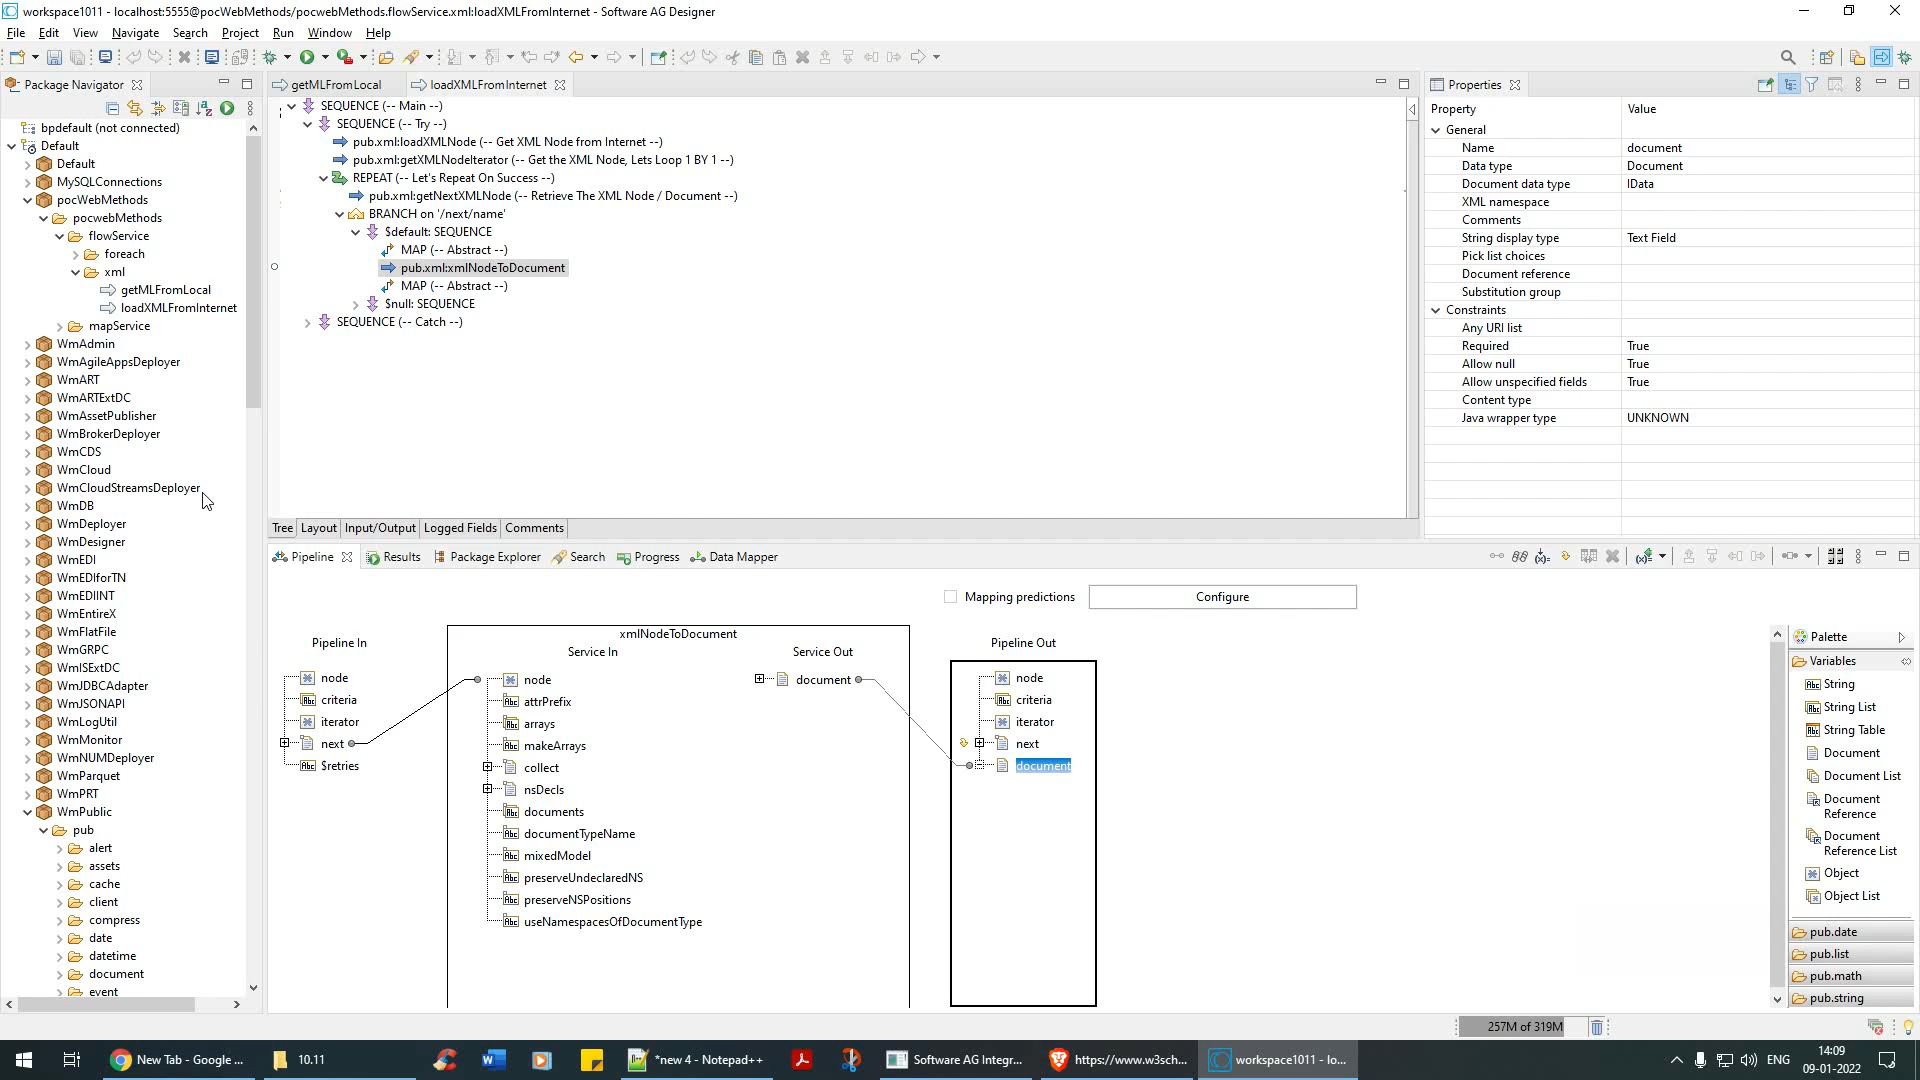 workspace1011 - localhost:5555@pocWebMethods/pocwebMethods.flowService.xml:loadXMLFromInternet - Software AG Designer
File Edit View Navigate Search Project Run Window Help
Package Navigator
bpdefault (not connected)
Default
Default
MySQLConnections
pocWebMethods
pocwebMethods
flowService
foreach
xml
getMLFromLocal
loadXMLFromInternet
mapService
WmAdmin
WmAgileAppsDeployer
WmART
WmARTExtDC
WmAssetPublisher
WmBrokerDeployer
WmCDS
WmCloud
WmCloudStreamsDeployer
WmDB
WmDeployer
WmDesigner
WmEDI
WmEDIforTN
WmEDIINT
WmEntireX
WmFlatFile
WmGRPC
WmISExtDC
WmJDBCAdapter
WmJSONAPI
WmLogUtil
WmMonitor
WmNUMDeployer
WmParquet
WmPRT
WmPublic
pub
alert
assets
cache
client
compress
date
datetime
document
event
getMLFromLocal loadXMLFromInternet
SEQUENCE (-- Main --)
SEQUENCE (-- Try --)
pub.xml:loadXMLNode (-- Get XML Node from Internet --)
pub.xml:getXMLNodeIterator (-- Get the XML Node, Lets Loop 1 BY 1 --)
REPEAT (-- Let's Repeat On Success --)
pub.xml:getNextXMLNode (-- Retrieve The XML Node / Document --)
BRANCH on '/next/name'
$default: SEQUENCE
MAP (-- Abstract --)
pub.xml:xmlNodeToDocument
MAP (-- Abstract --)
$null: SEQUENCE
SEQUENCE (-- Catch --)
Tree Layout Input/Output Logged Fields Comments
Properties
Property Value
General
Name document
Data type Document
Document data type IData
XML namespace
Comments
String display type Text Field
Pick list choices
Document reference
Substitution group
Constraints
Any URI list
Required True
Allow null True
Allow unspecified fields True
Content type
Java wrapper type UNKNOWN
Pipeline Results Package Explorer Search Progress Data Mapper
Mapping predictions Configure
Pipeline In
node
criteria
iterator
next
$retries
xmlNodeToDocument
Service In Service Out
node document
attrPrefix
arrays
makeArrays
collect
nsDecls
documents
documentTypeName
mixedModel
preserveUndeclaredNS
preserveNSPositions
useNamespacesOfDocumentType
Pipeline Out
node
criteria
iterator
next
document
Palette
Variables
String
String List
String Table
Document
Document List
Document
Reference
Document
Reference List
Object
Object List
pub.date
pub.list
pub.math
pub.string
257M of 319M
New Tab - Google ... 10.11 *new 4 - Notepad++ Software AG Integr... https://www.w3sch... workspace1011 - lo... ENG 14:09
09-01-2022